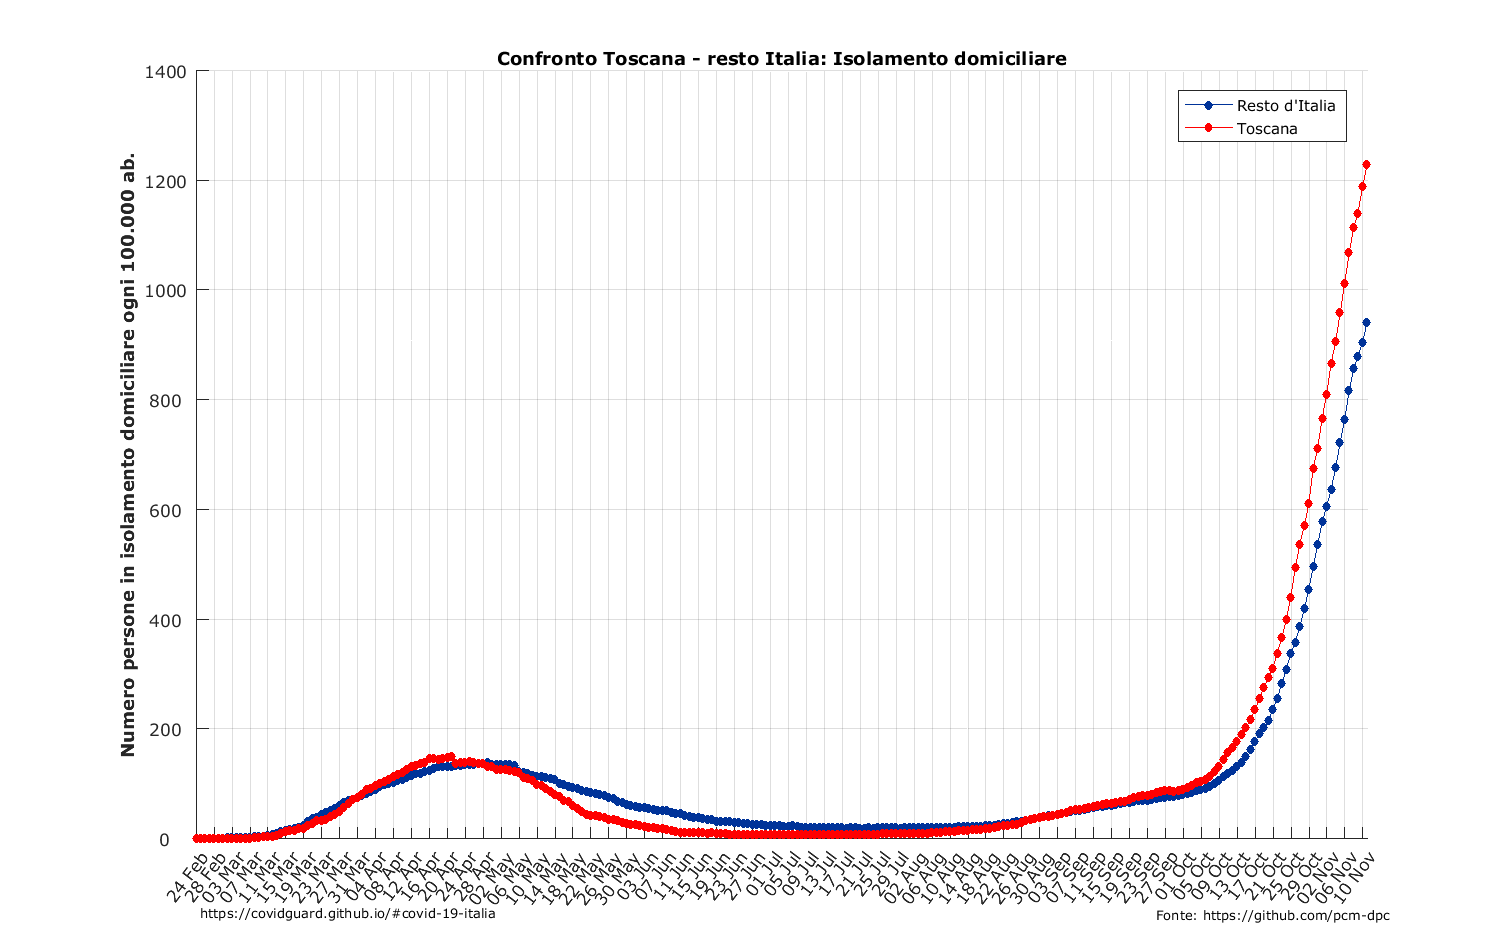 Confronto Toscana - resto Italia: Isolamento domiciliare
Numero persone in isolamento domiciliare ogni 100.000 ab.
1400
1200
1000
800
600
400
200
0
Resto d'Italia
Toscana
24 Feb
28 Feb
03 Mar
07 Mar
11 Mar
15 Mar
19 Mar
23 Mar
27 Mar
31 Mar
04 Apr
08 Apr
12 Apr
16 Apr
20 Apr
24 Apr
28 Apr
02 May
06 May
10 May
14 May
18 May
22 May
26 May
30 May
03 Jun
07 Jun
11 Jun
15 Jun
19 Jun
23 Jun
27 Jun
01 Jul
05 Jul
09 Jul
13 Jul
17 Jul
21 Jul
25 Jul
29 Jul
02 Aug
06 Aug
10 Aug
14 Aug
18 Aug
22 Aug
26 Aug
30 Aug
03 Sep
07 Sep
11 Sep
15 Sep
19 Sep
23 Sep
27 Sep
01 Oct
05 Oct
09 Oct
13 Oct
17 Oct
21 Oct
25 Oct
29 Oct
02 Nov
06 Nov
10 Nov
https://covidguard.github.io/#covid-19-italia
Fonte: https://github.com/pcm-dpc